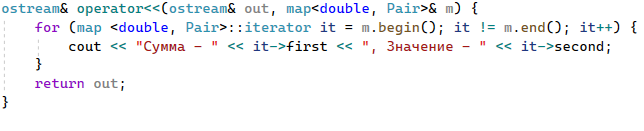 ostream& operator<<(ostream& out, map<double, Pair>& m) {
    for (map <double, Pair>::iterator it = m.begin(); it != m.end(); it++) {
        cout << "Сумма - " << it->first << ", Значение - " << it->second;
    }
    return out;
}